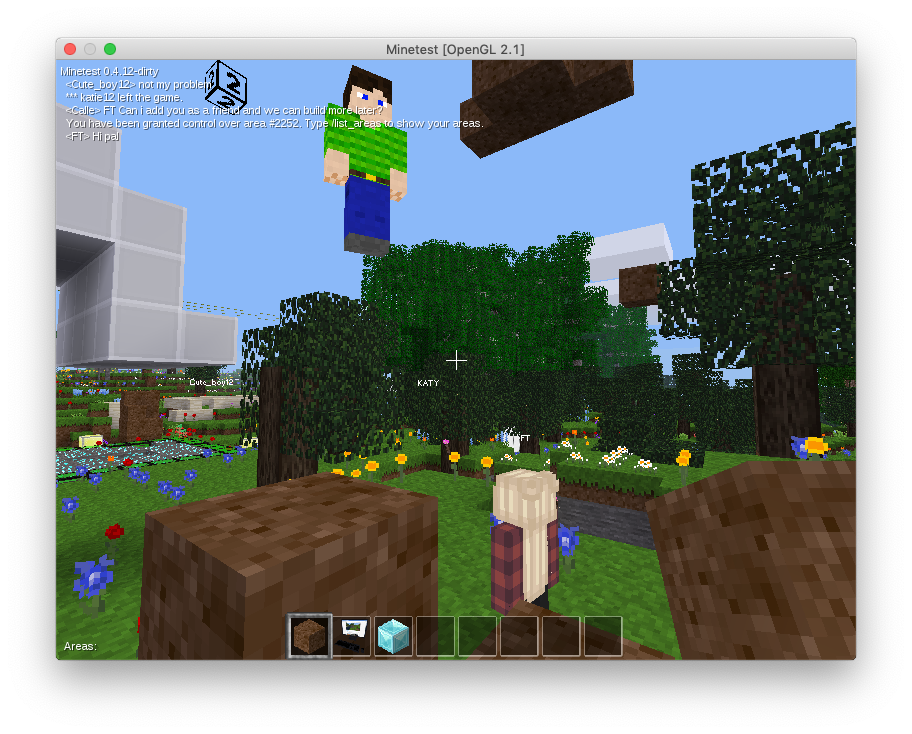 Minetest [OpenGL 2.1]
Minetest 0.4.12-dirty
<Cute_boy12> not my problem
*** katie12 left the game.
<Calle> FT Can i add you as a friend and we can build more later?
You have been granted control over area #2252. Type /list_areas to show your areas.
<FT> Hi pal
Cute_boy12
KATY
FT
Areas: